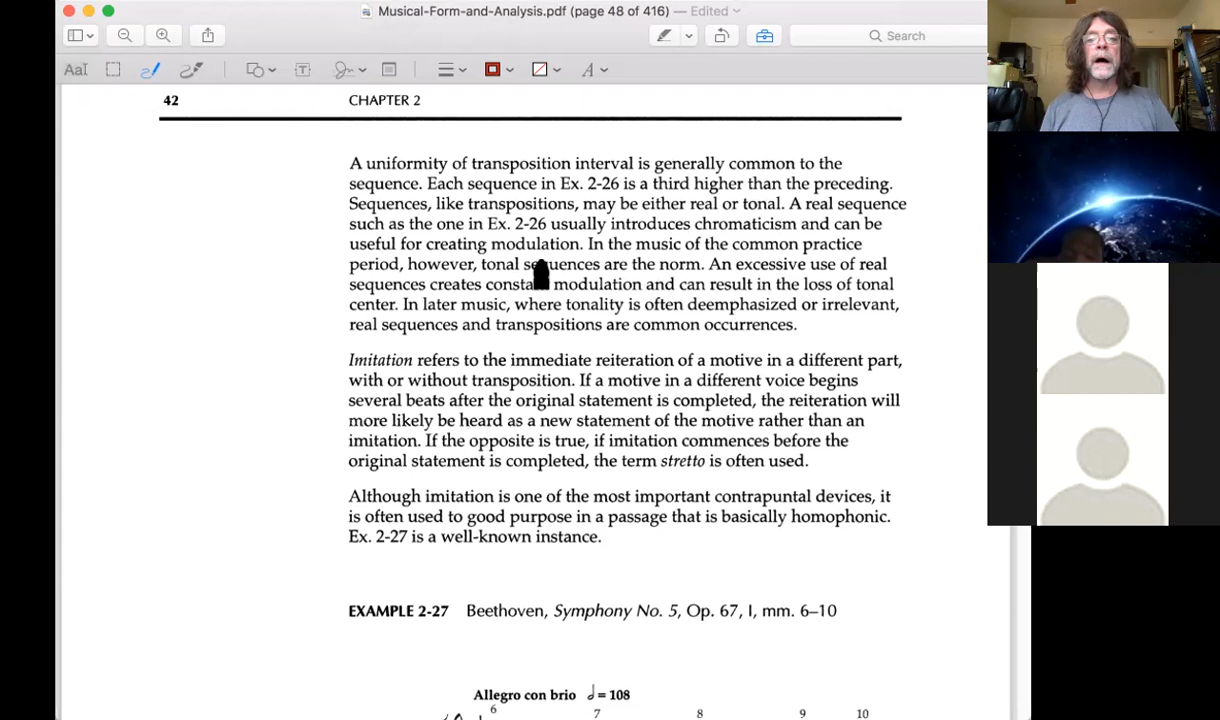 Musical-Form-and-Analysis.pdf (page 48 of 416) — Edited
Search
AaI
T
A
42 CHAPTER 2
A uniformity of transposition interval is generally common to the
sequence. Each sequence in Ex. 2-26 is a third higher than the preceding.
Sequences, like transpositions, may be either real or tonal. A real sequence
such as the one in Ex. 2-26 usually introduces chromaticism and can be
useful for creating modulation. In the music of the common practice
period, however, tonal sequences are the norm. An excessive use of real
sequences creates constant modulation and can result in the loss of tonal
center. In later music, where tonality is often deemphasized or irrelevant,
real sequences and transpositions are common occurrences.
Imitation refers to the immediate reiteration of a motive in a different part,
with or without transposition. If a motive in a different voice begins
several beats after the original statement is completed, the reiteration will
more likely be heard as a new statement of the motive rather than an
imitation. If the opposite is true, if imitation commences before the
original statement is completed, the term stretto is often used.
Although imitation is one of the most important contrapuntal devices, it
is often used to good purpose in a passage that is basically homophonic.
Ex. 2-27 is a well-known instance.
EXAMPLE 2-27 Beethoven, Symphony No. 5, Op. 67, I, mm. 6–10
Allegro con brio 𝅗𝅥 = 108
6 7 8 9 10